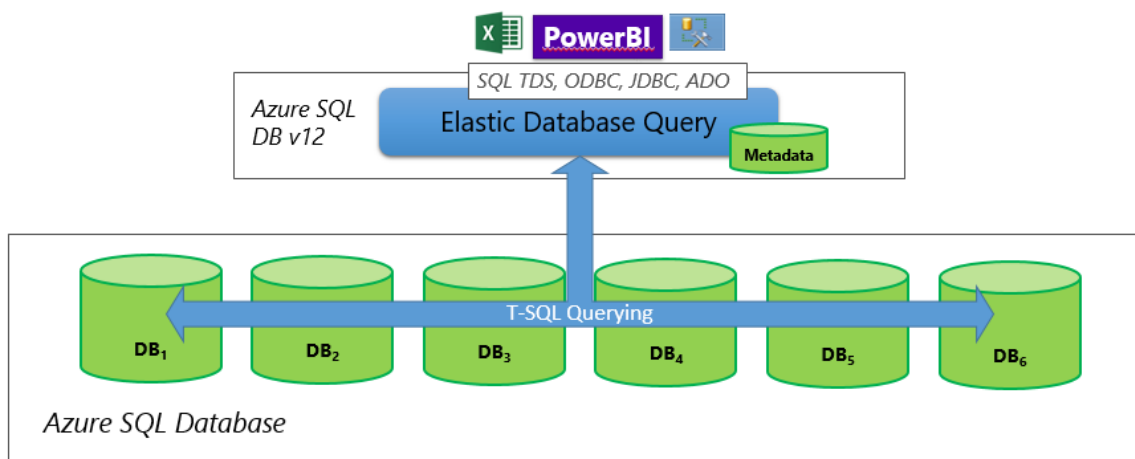 X
PowerBI
SQL TDS, ODBC, JDBC, ADO
Azure SQL
DB v12
Elastic Database Query
Metadata
T-SQL Querying
DB₁
DB₂
DB₃
DB₄
DB₅
DB₆
Azure SQL Database